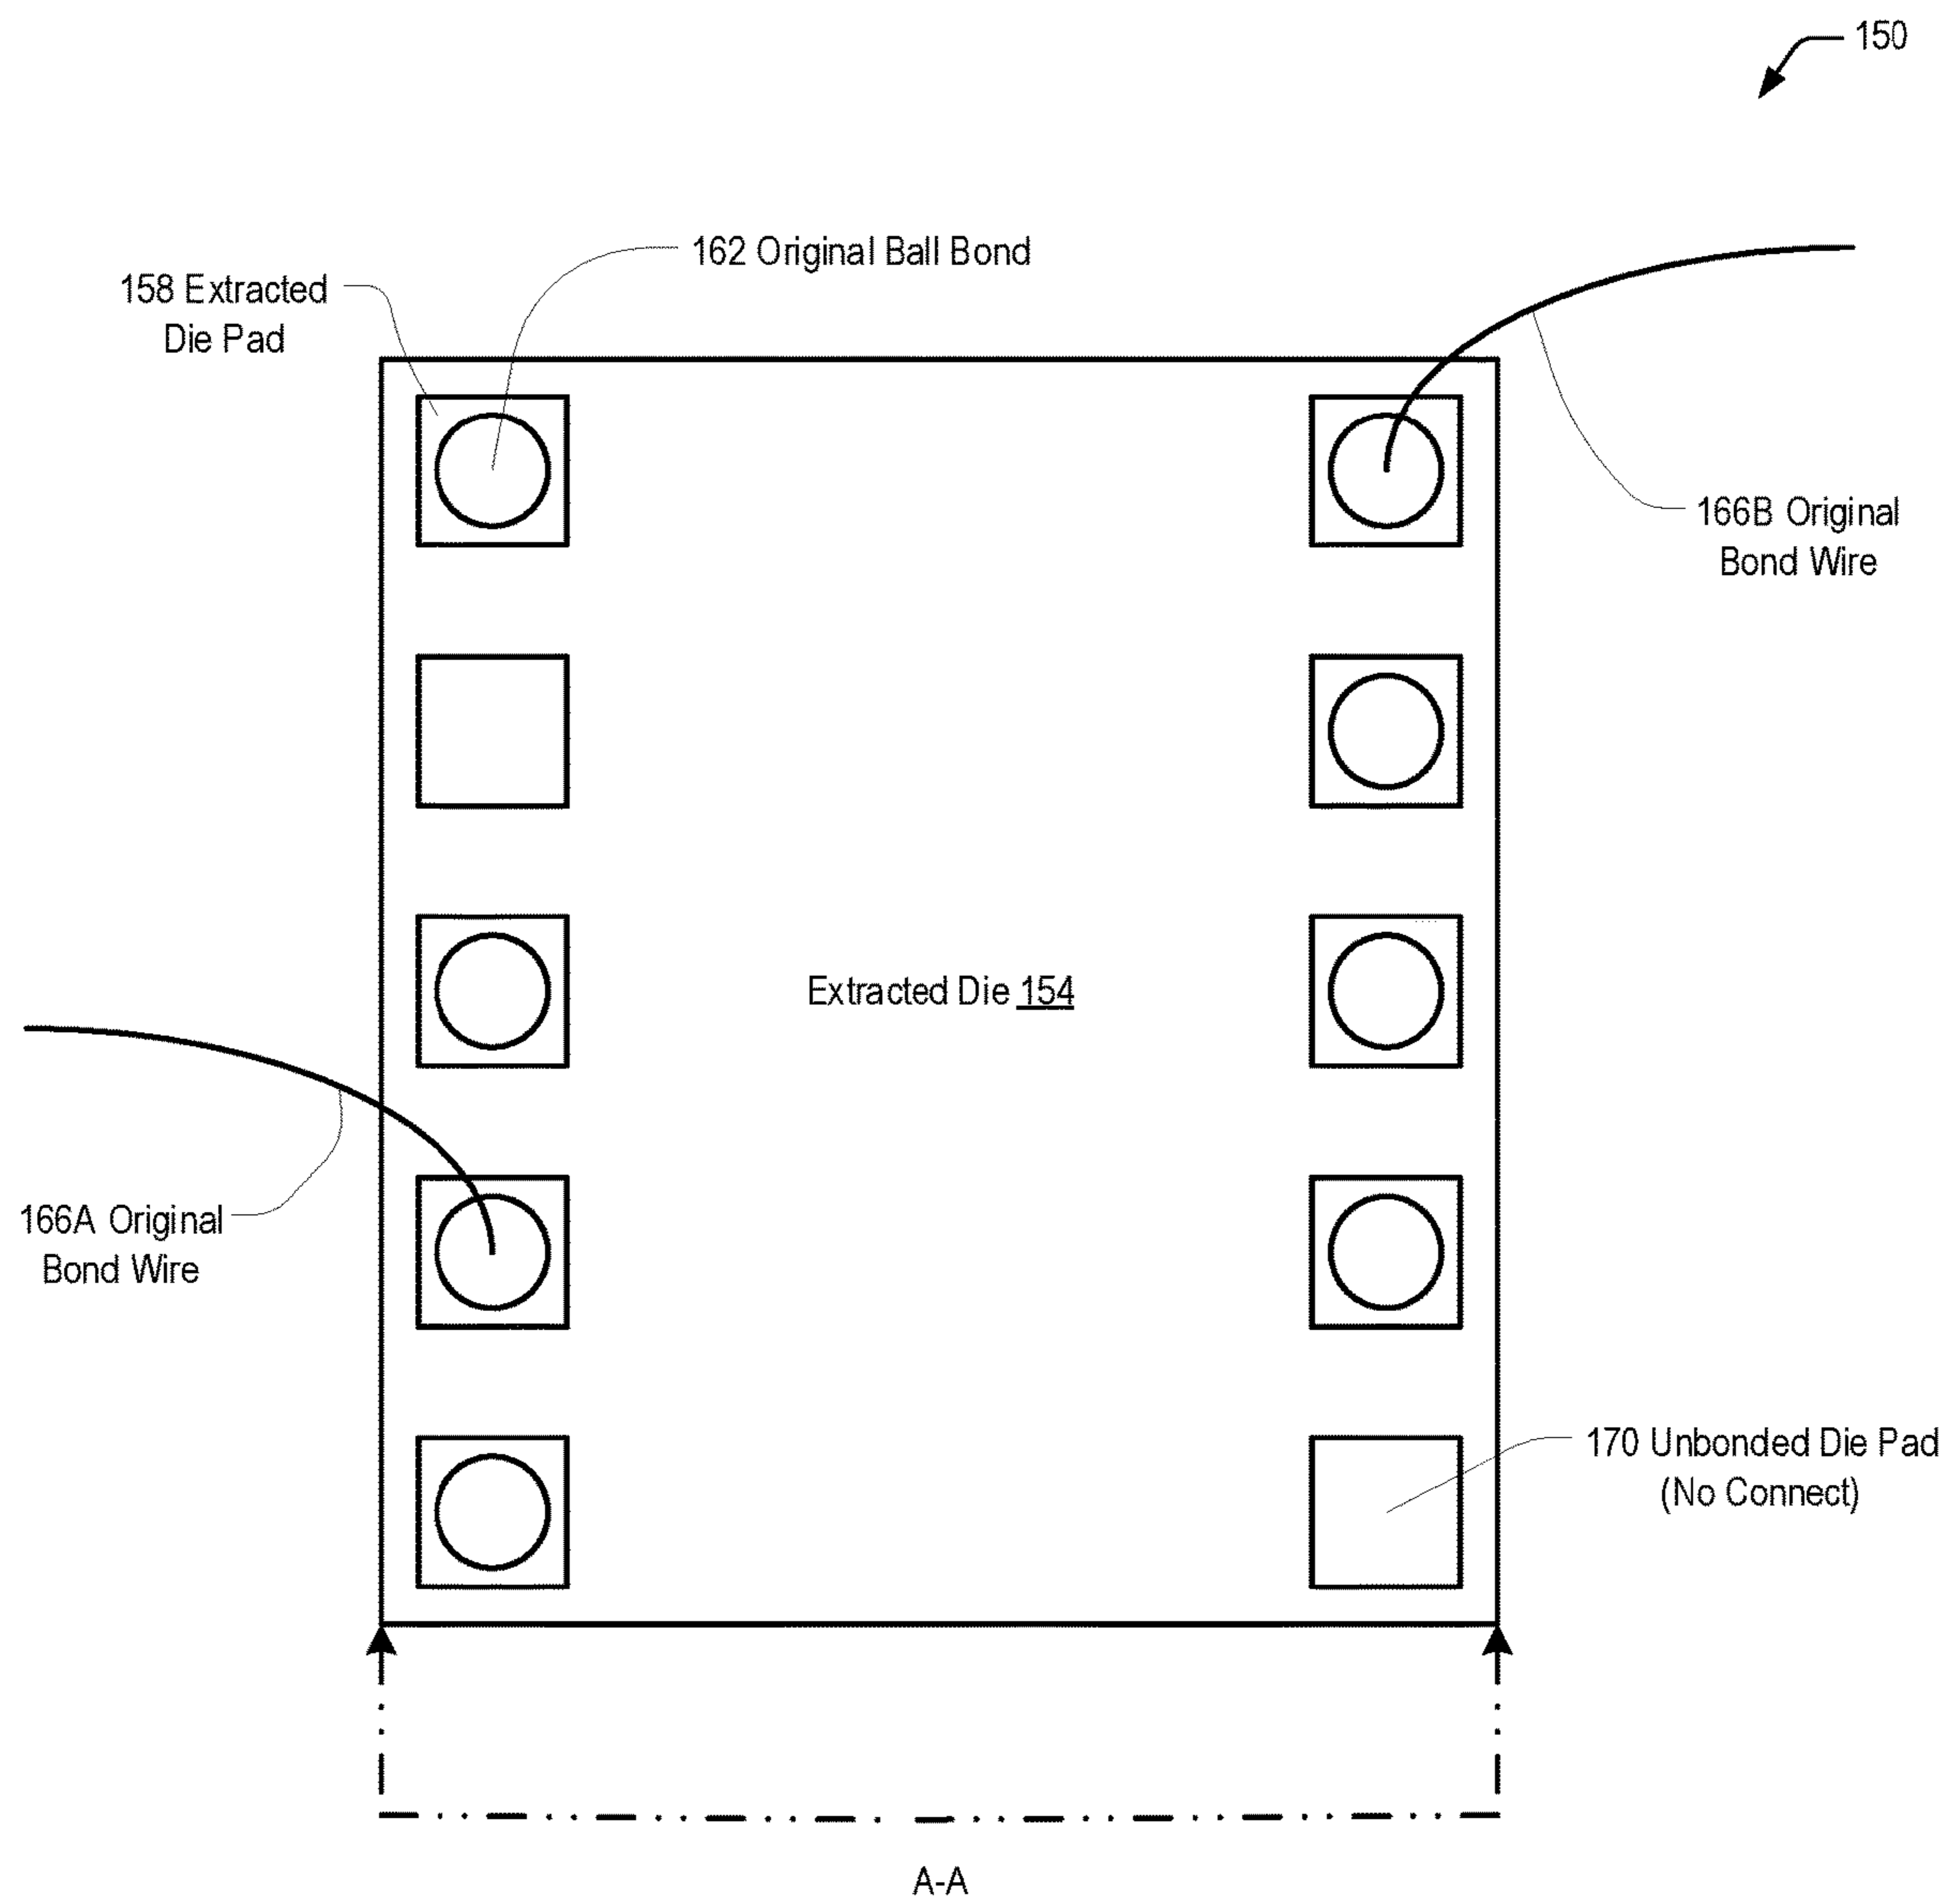 150
162 Original Ball Bond
158 Extracted
Die Pad
166B Original
Bond Wire
Extracted Die 154
166A Original
Bond Wire
170 Unbonded Die Pad
(No Connect)
A-A